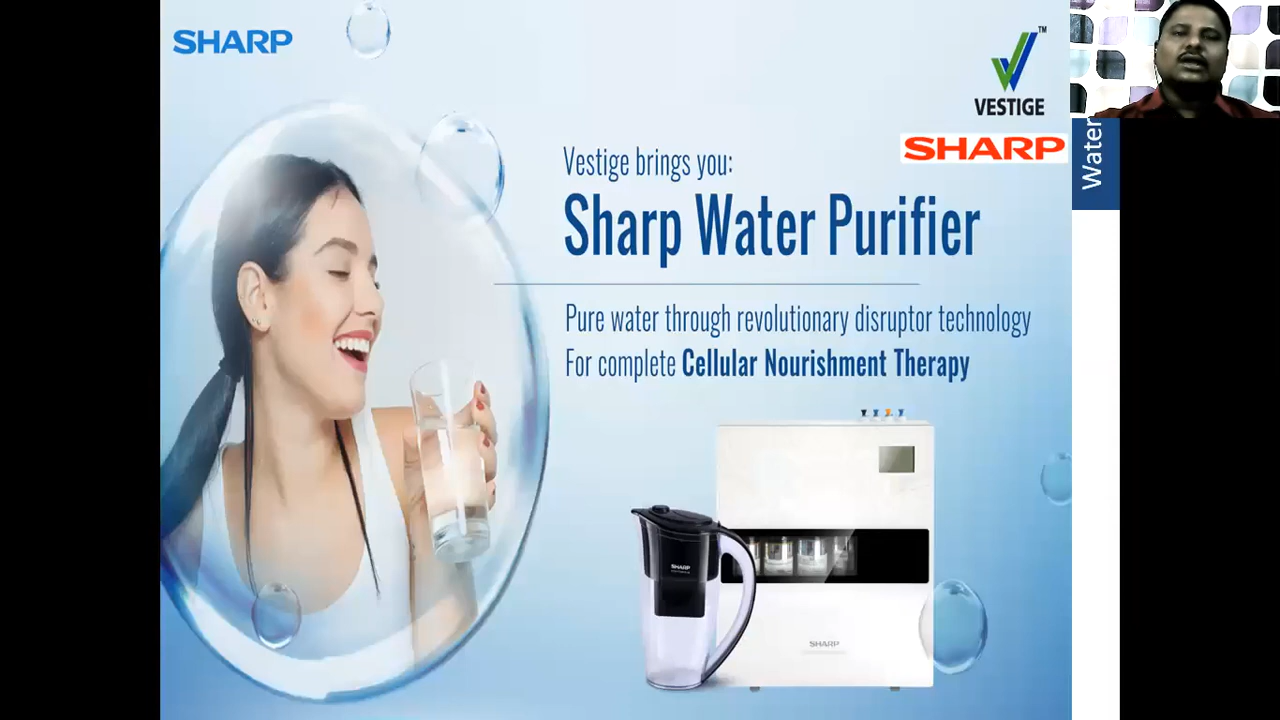 SHARP
VESTIGE
TM
SHARP
Water
Vestige brings you:
Sharp Water Purifier
Pure water through revolutionary disruptor technology
For complete Cellular Nourishment Therapy
SHARP
SHARP